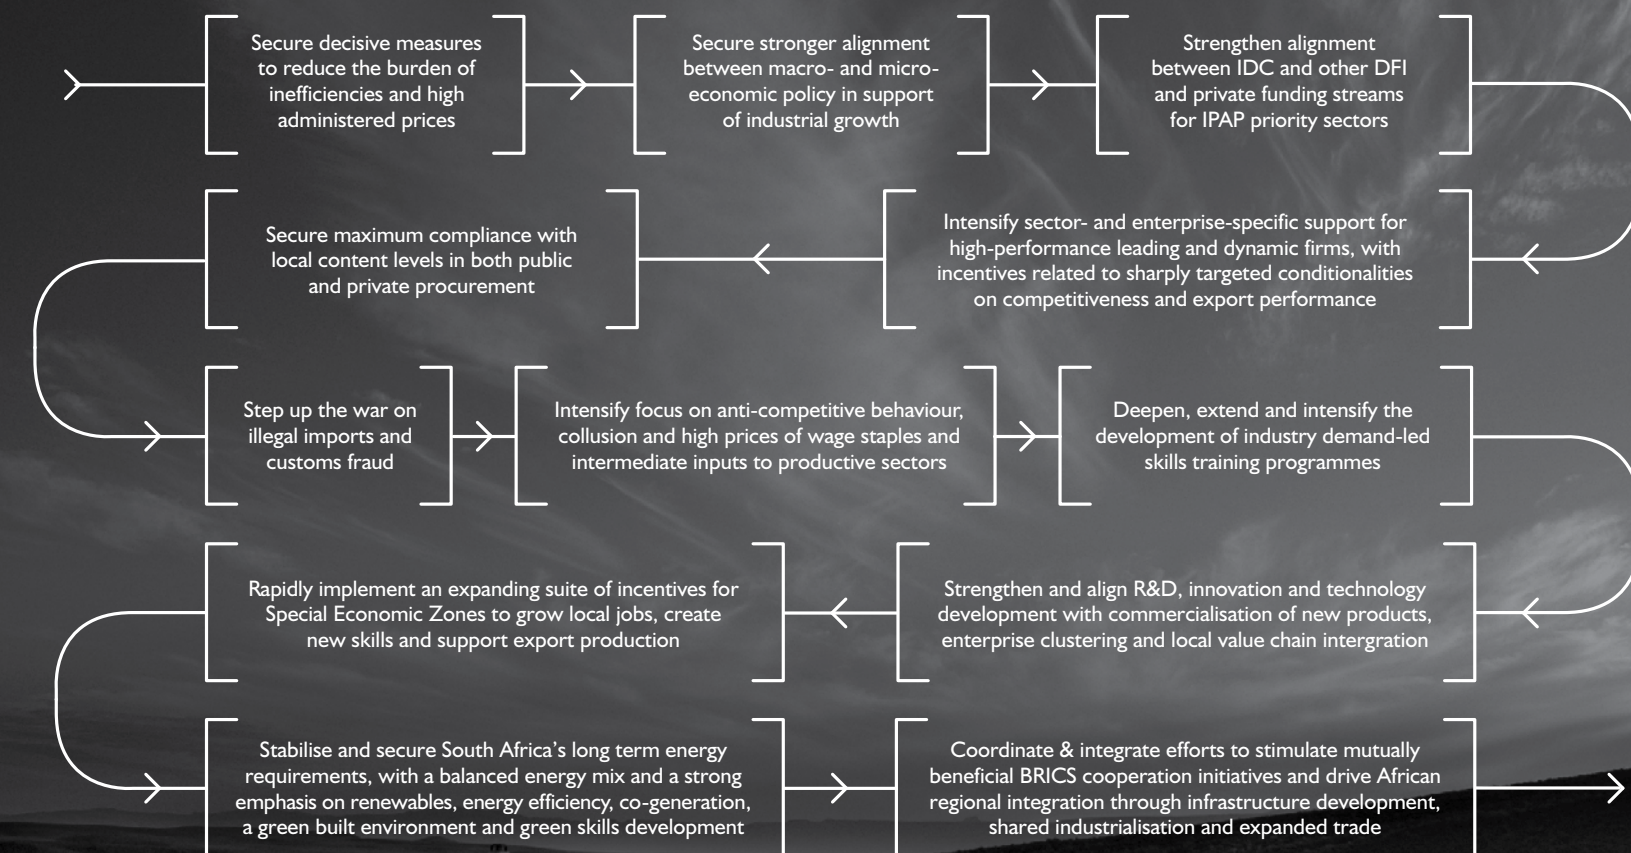 Secure decisive measures
to reduce the burden of
inefficiencies and high
administered prices
Secure stronger alignment
between macro- and micro-
economic policy in support
of industrial growth
Strengthen alignment
between IDC and other DFI
and private funding streams
for IPAP priority sectors
Intensify sector- and enterprise-specific support for
high-performance leading and dynamic firms, with
incentives related to sharply targeted conditionalities
on competitiveness and export performance
Secure maximum compliance with
local content levels in both public
and private procurement
Step up the war on
illegal imports and
customs fraud
Intensify focus on anti-competitive behaviour,
collusion and high prices of wage staples and
intermediate inputs to productive sectors
Deepen, extend and intensify the
development of industry demand-led
skills training programmes
Strengthen and align R&D, innovation and technology
development with commercialisation of new products,
enterprise clustering and local value chain intergration
Rapidly implement an expanding suite of incentives for
Special Economic Zones to grow local jobs, create
new skills and support export production
Stabilise and secure South Africa's long term energy
requirements, with a balanced energy mix and a strong
emphasis on renewables, energy efficiency, co-generation,
a green built environment and green skills development
Coordinate & integrate efforts to stimulate mutually
beneficial BRICS cooperation initiatives and drive African
regional integration through infrastructure development,
shared industrialisation and expanded trade